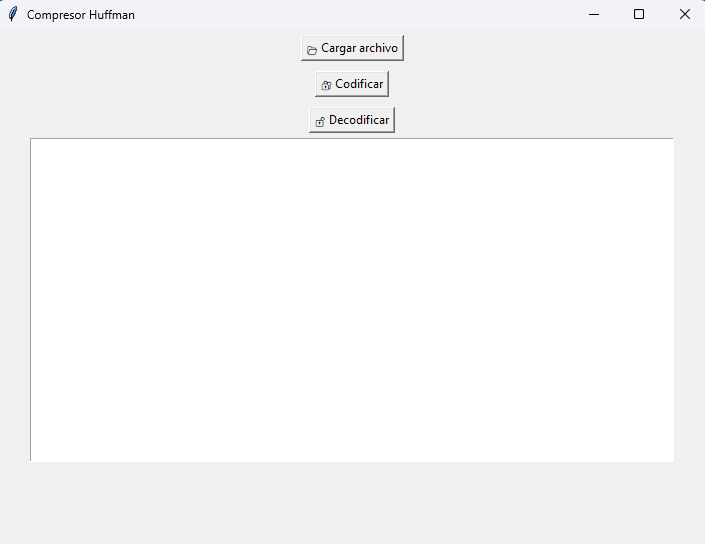 Compresor Huffman
Cargar archivo
Codificar
Decodificar